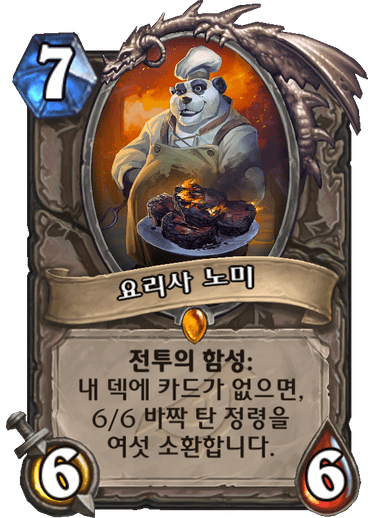 7
요리사 노미
전투의 함성:
내 덱에 카드가 없으면,
6/6 바짝 탄 정령을
여섯 소환합니다.
6
6